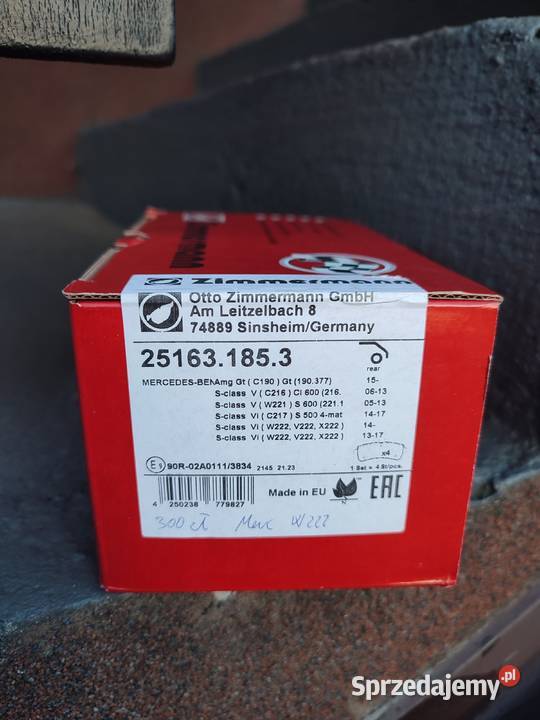 Zimmermann
Otto Zimmermann GmbH
Am Leitzelbach 8
74889 Sinsheim/Germany
25163.185.3
rear
MERCEDES-BENAmg Gt ( C190 ) Gt (190.377) 15-
S-class V ( C216 ) Cl 600 (216. 06-13
S-class V ( W221 ) S 600 (221.1 05-13
S-class Vi ( C217 ) S 500 4-mat 14-17
S-class Vi ( W222, V222, X222 ) 14-
S-class Vi ( W222, V222, X222 ) 13-17
x4
E9 90R-02A0111/3834 2145 21.23 1 Set = 4 St/pcs.
Made in EU EAC
4 250238 779827
300 zł Merc W222
Sprzedajemy.pl